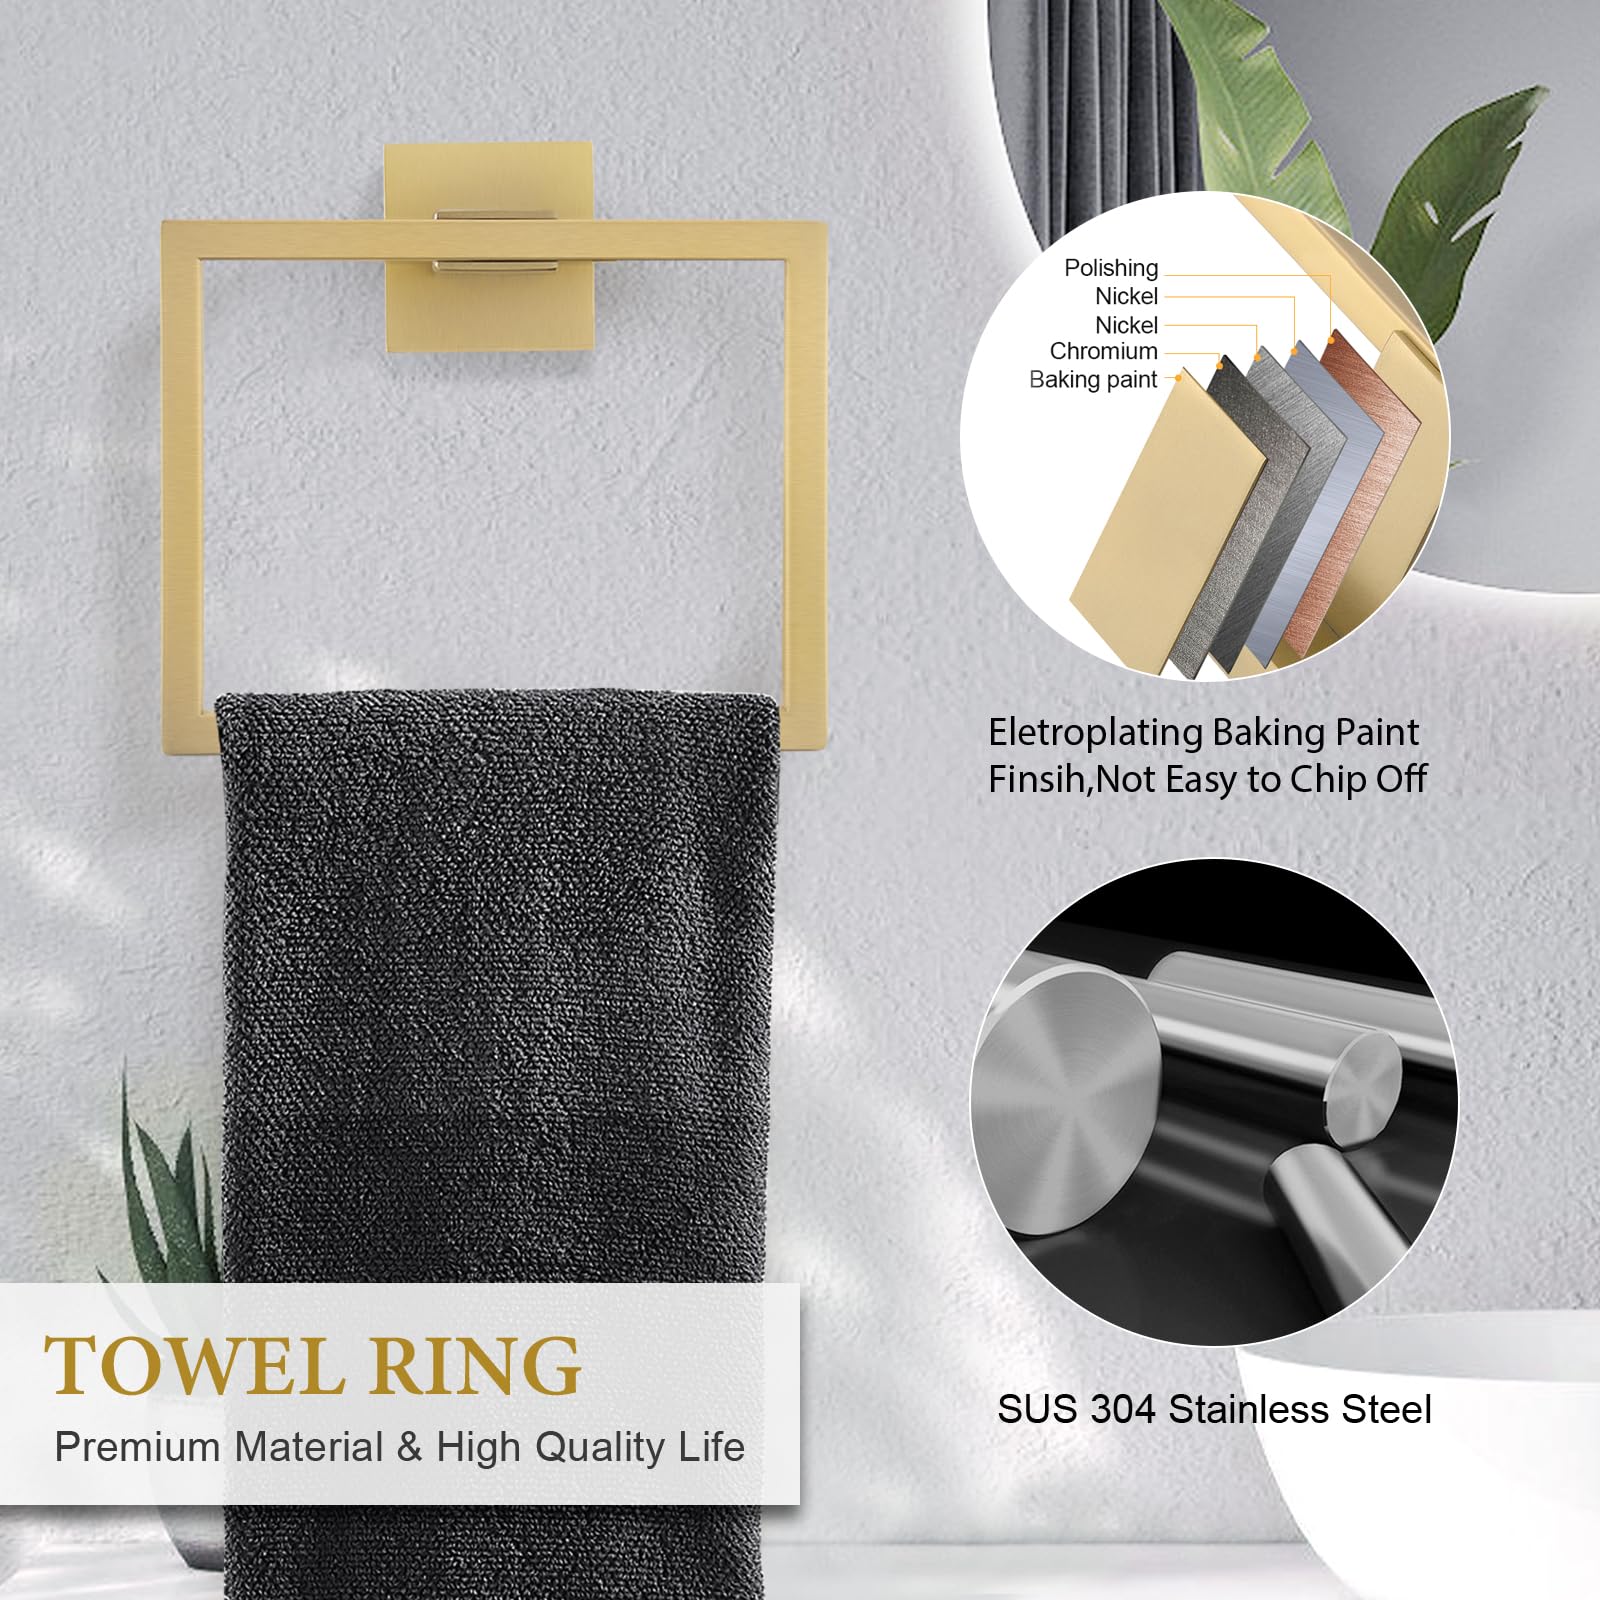 Polishing
Nickel
Nickel
Chromium
Baking paint
Eletroplating Baking Paint
Finsih,Not Easy to Chip Off
SUS 304 Stainless Steel
TOWEL RING
Premium Material & High Quality Life